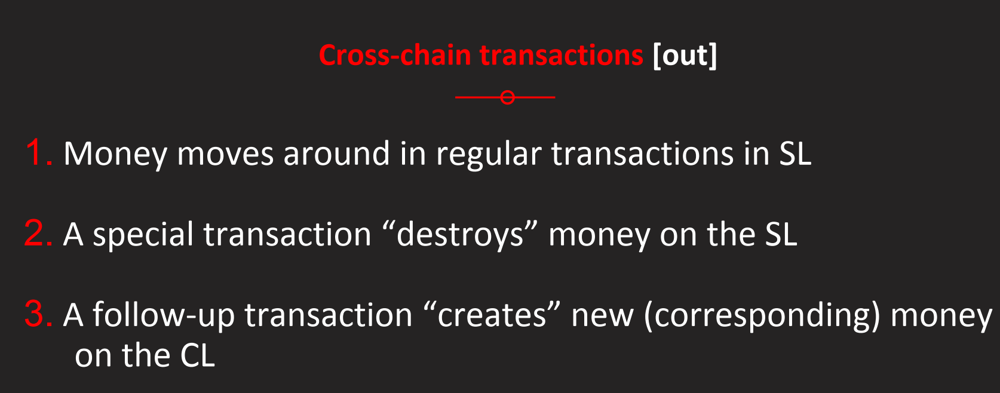 Cross-chain transactions [out]
1. Money moves around in regular transactions in SL
2. A special transaction “destroys” money on the SL
3. A follow-up transaction “creates” new (corresponding) money
on the CL